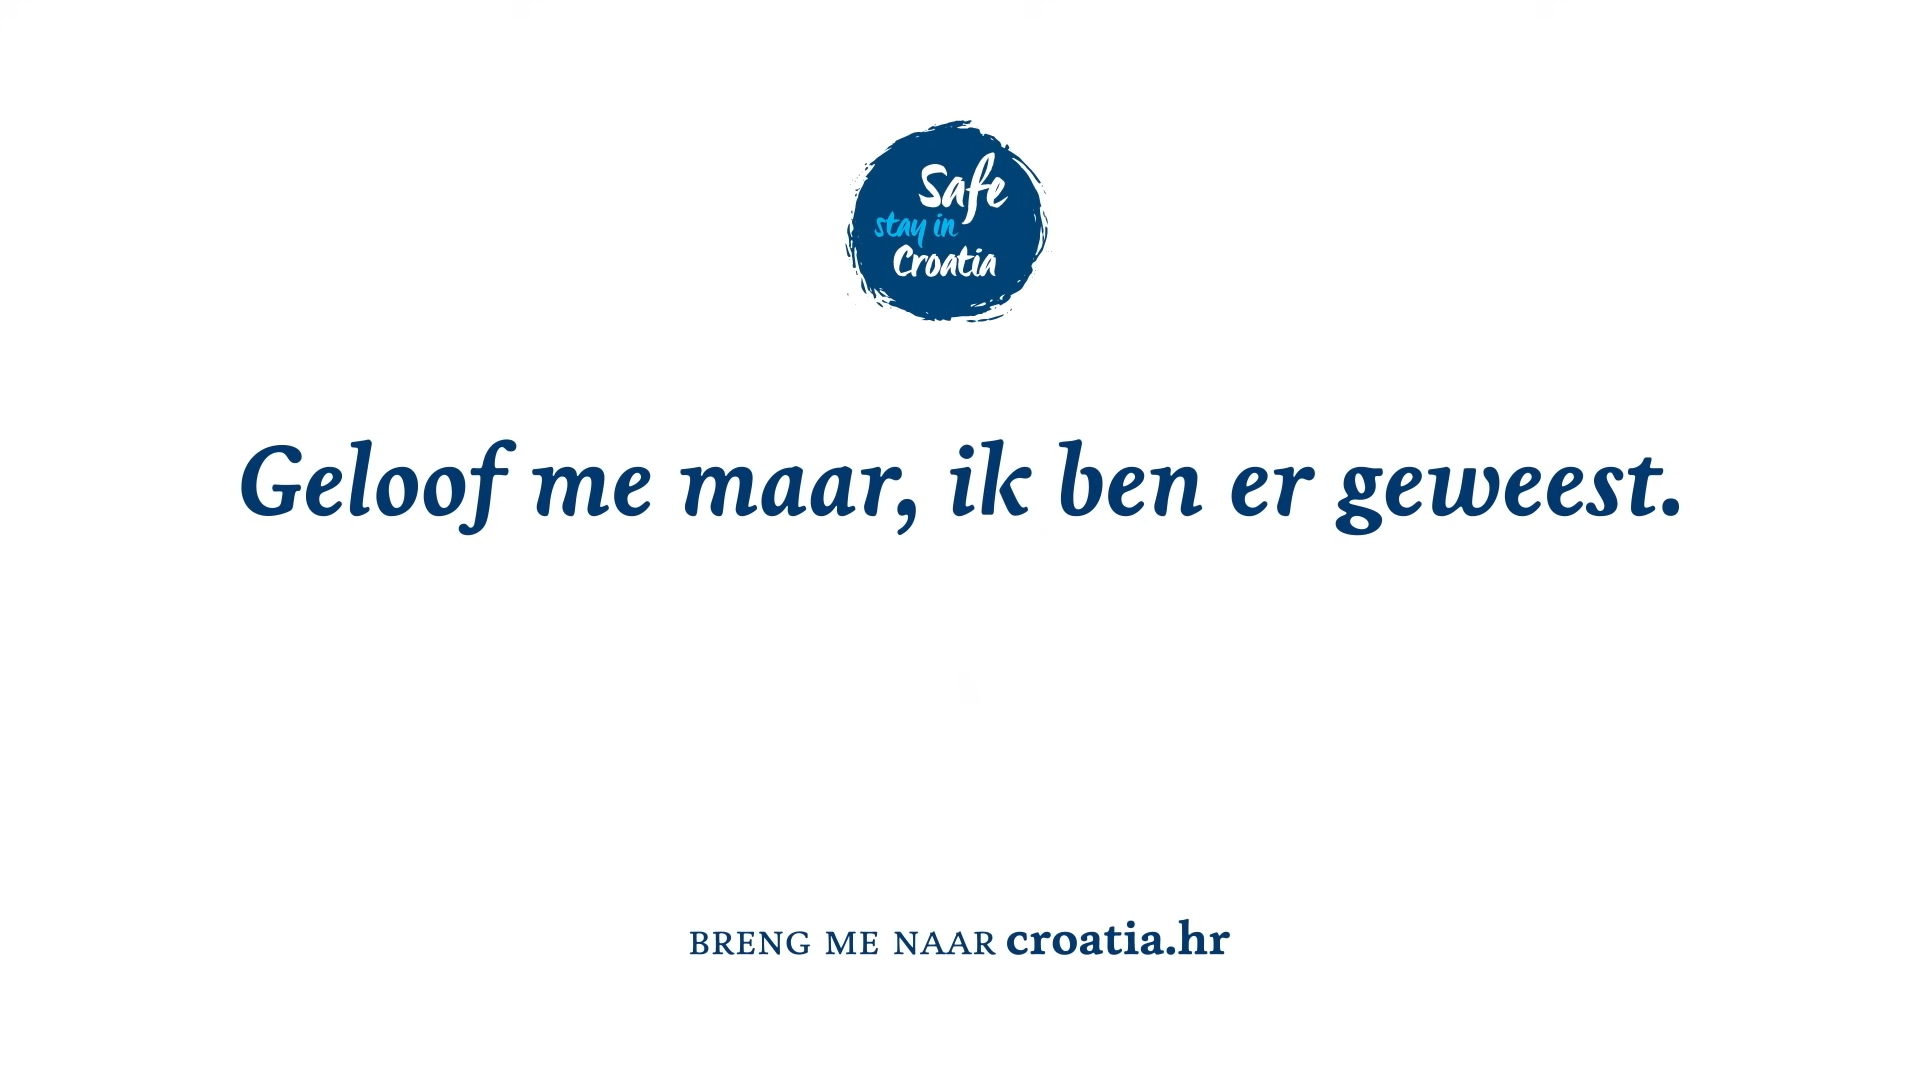 Safe
stay in
Croatia
Geloof me maar, ik ben er geweest.
BRENG ME NAAR croatia.hr